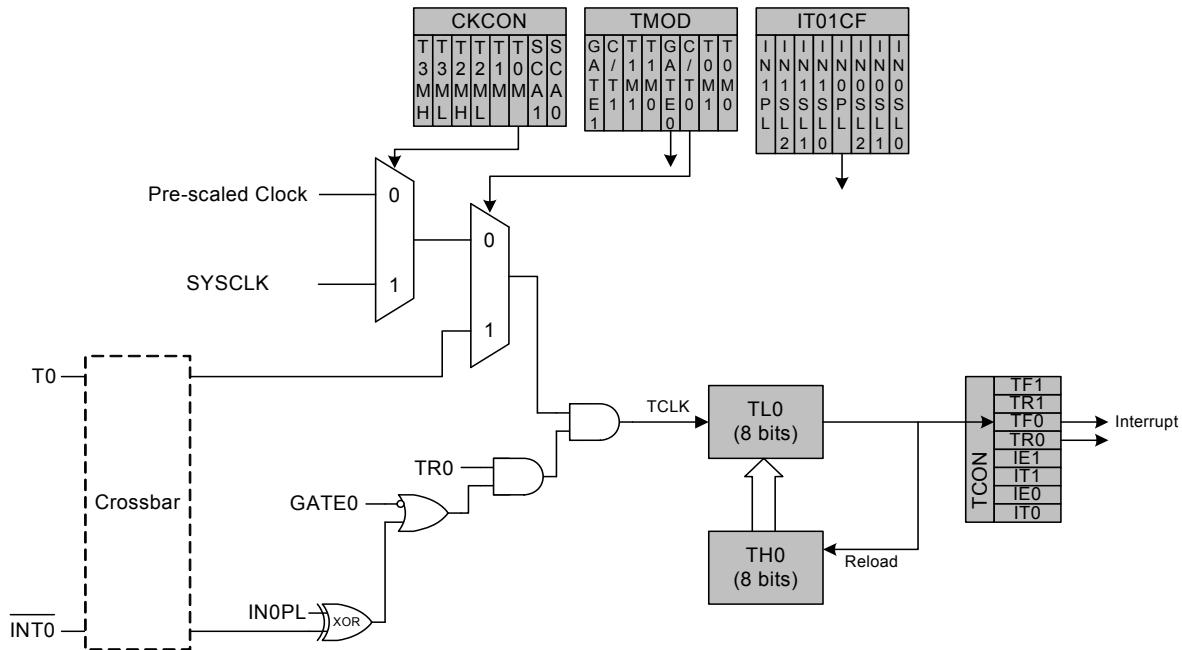 CKCON
T3MH
T3ML
T2MH
T2ML
T1M
T0M
SCA1
SCA0
TMOD
GATE1
C/T1
T1M1
T1M0
GATE0
C/T0
T0M1
T0M0
IT01CF
IN1PL
IN1SL2
IN1SL1
IN1SL0
IN0PL
IN0SL2
IN0SL1
IN0SL0
Pre-scaled Clock
0
SYSCLK
1
0
1
T0
Crossbar
INT0
TR0
GATE0
IN0PL
XOR
TCLK
TL0
(8 bits)
TH0
(8 bits)
Reload
TCON
TF1
TR1
TF0
TR0
IE1
IT1
IE0
IT0
Interrupt